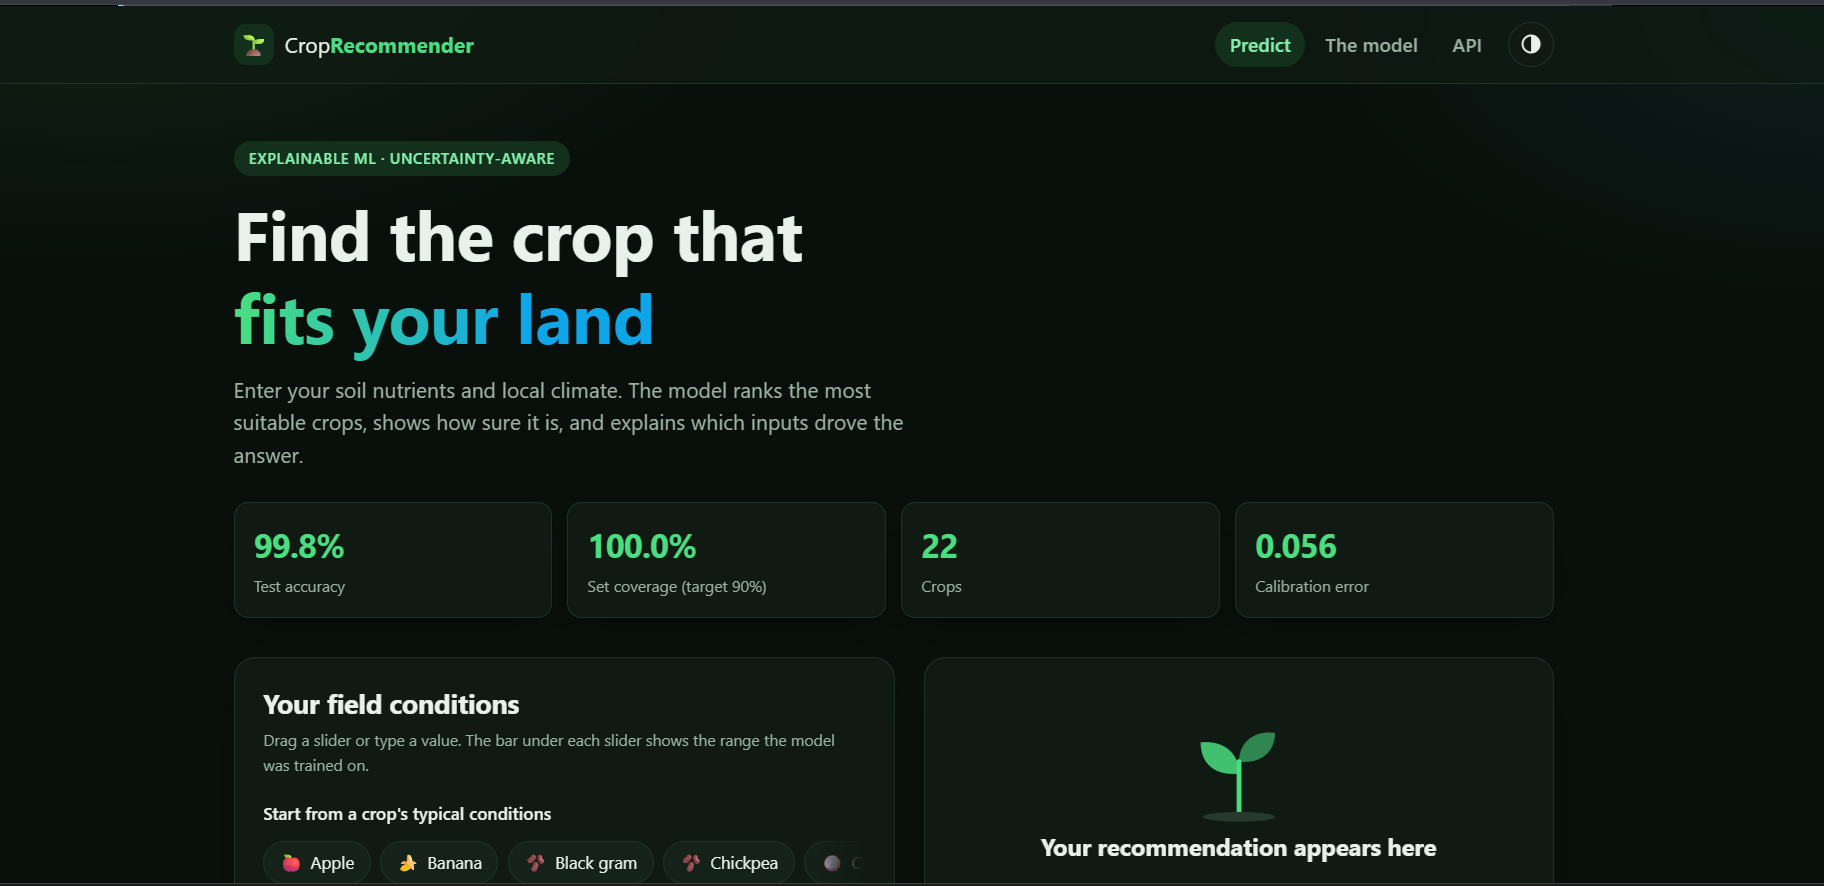 CropRecommender
Predict
The model
API
EXPLAINABLE ML · UNCERTAINTY-AWARE
Find the crop that
fits your land
Enter your soil nutrients and local climate. The model ranks the most
suitable crops, shows how sure it is, and explains which inputs drove the
answer.
99.8%
Test accuracy
100.0%
Set coverage (target 90%)
22
Crops
0.056
Calibration error
Your field conditions
Drag a slider or type a value. The bar under each slider shows the range the model
was trained on.
Start from a crop's typical conditions
Apple
Banana
Black gram
Chickpea
Your recommendation appears here